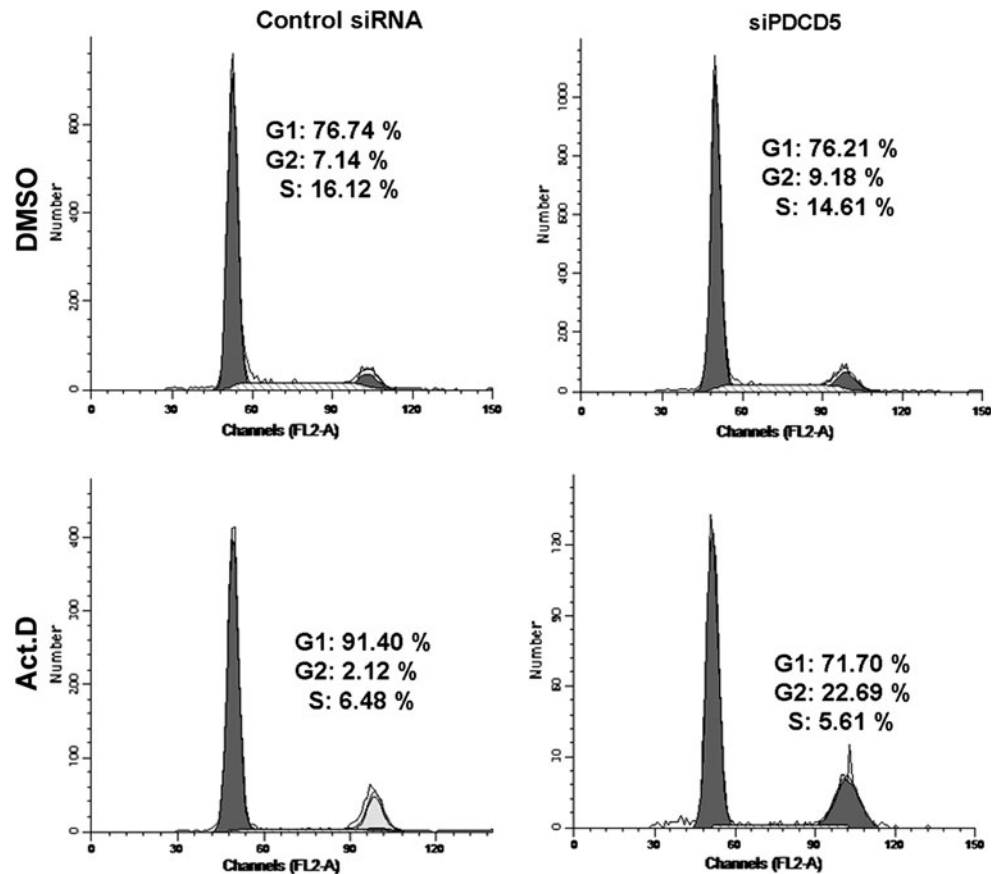 Control siRNA
siPDCD5
DMSO
Number
600
400
200
0
G1: 76.74 %
G2: 7.14 %
S: 16.12 %
0 30 60 90 120 150
Channels (FL2-A)
Number
1000
800
600
400
200
0
G1: 76.21 %
G2: 9.18 %
S: 14.61 %
0 30 60 90 120 150
Channels (FL2-A)
Act.D
Number
400
300
200
100
0
G1: 91.40 %
G2: 2.12 %
S: 6.48 %
0 30 60 90 120
Channels (FL2-A)
Number
120
90
60
30
0
G1: 71.70 %
G2: 22.69 %
S: 5.61 %
0 30 60 90 120 150
Channels (FL2-A)